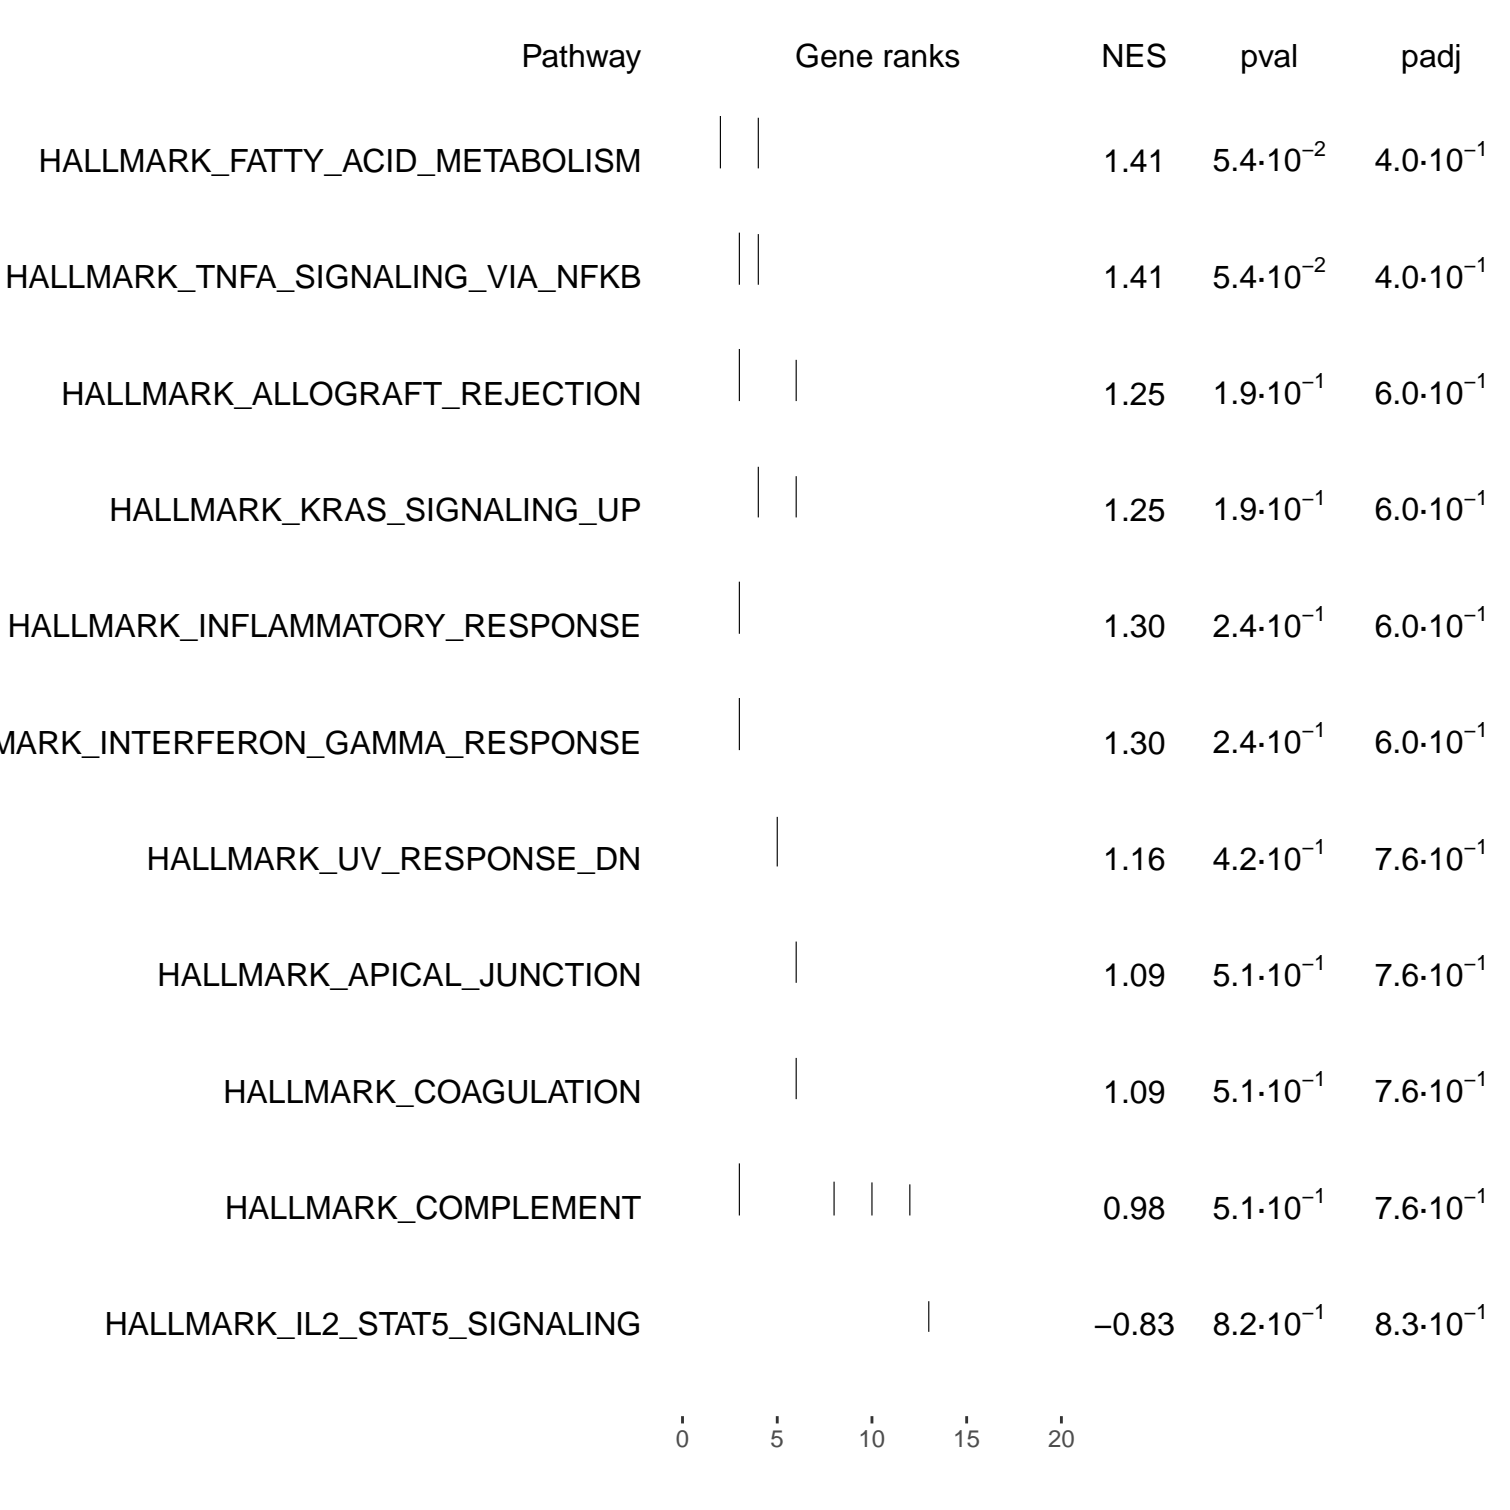 Pathway Gene ranks NES pval padj
HALLMARK_FATTY_ACID_METABOLISM 1.41 5.4·10⁻² 4.0·10⁻¹
HALLMARK_TNFA_SIGNALING_VIA_NFKB 1.41 5.4·10⁻² 4.0·10⁻¹
HALLMARK_ALLOGRAFT_REJECTION 1.25 1.9·10⁻¹ 6.0·10⁻¹
HALLMARK_KRAS_SIGNALING_UP 1.25 1.9·10⁻¹ 6.0·10⁻¹
HALLMARK_INFLAMMATORY_RESPONSE 1.30 2.4·10⁻¹ 6.0·10⁻¹
MARK_INTERFERON_GAMMA_RESPONSE 1.30 2.4·10⁻¹ 6.0·10⁻¹
HALLMARK_UV_RESPONSE_DN 1.16 4.2·10⁻¹ 7.6·10⁻¹
HALLMARK_APICAL_JUNCTION 1.09 5.1·10⁻¹ 7.6·10⁻¹
HALLMARK_COAGULATION 1.09 5.1·10⁻¹ 7.6·10⁻¹
HALLMARK_COMPLEMENT 0.98 5.1·10⁻¹ 7.6·10⁻¹
HALLMARK_IL2_STAT5_SIGNALING −0.83 8.2·10⁻¹ 8.3·10⁻¹
0 5 10 15 20